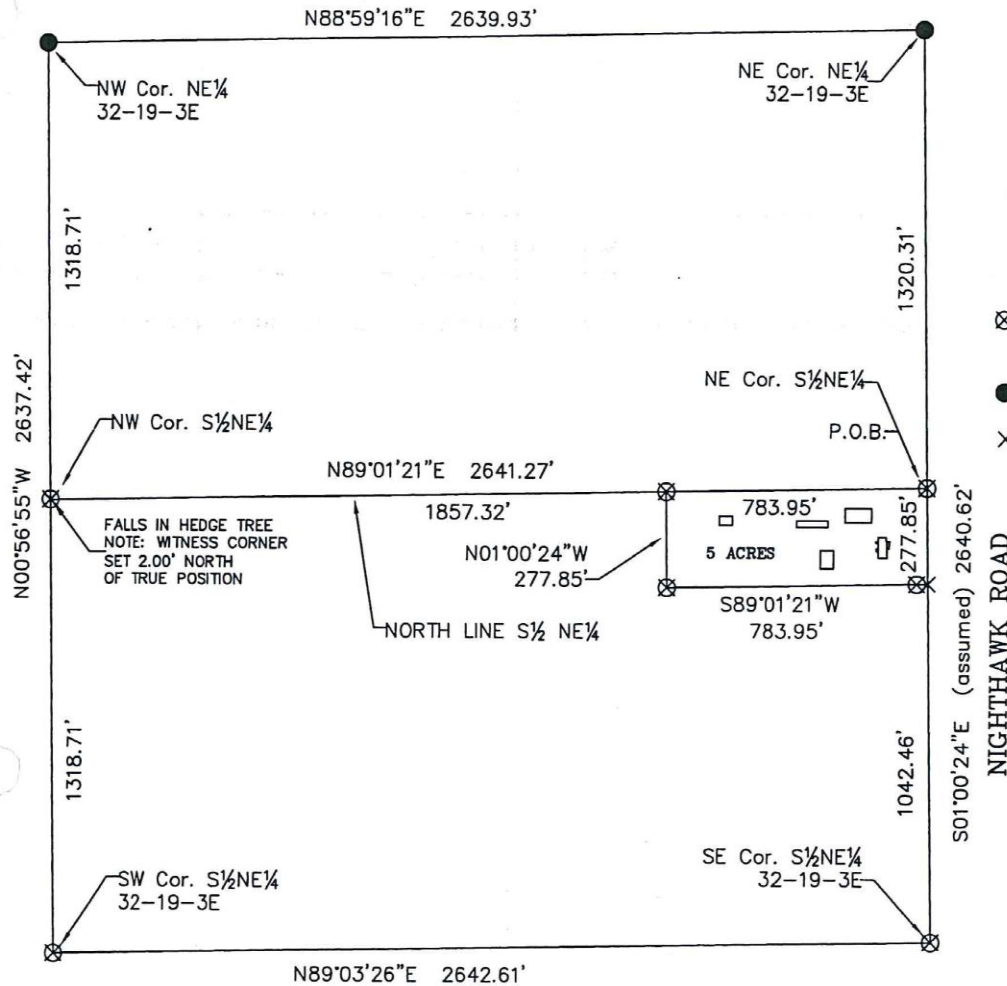 N88°59'16"E 2639.93'
NW Cor. NE¼
32-19-3E
NE Cor. NE¼
32-19-3E
1318.71'
1320.31'
N00°56'55"W 2637.42'
NW Cor. S½NE¼
NE Cor. S½NE¼
P.O.B.
N89°01'21"E 2641.27'
1857.32'
783.95'
FALLS IN HEDGE TREE
NOTE: WITNESS CORNER
SET 2.00' NORTH
OF TRUE POSITION
N01°00'24"W
277.85'
5 ACRES
277.85'
S89°01'21"W
783.95'
NORTH LINE S½ NE¼
S01°00'24"E (assumed) 2640.62'
NIGHTHAWK ROAD
1318.71'
1042.46'
SW Cor. S½NE¼
32-19-3E
SE Cor. S½NE¼
32-19-3E
N89°03'26"E 2642.61'